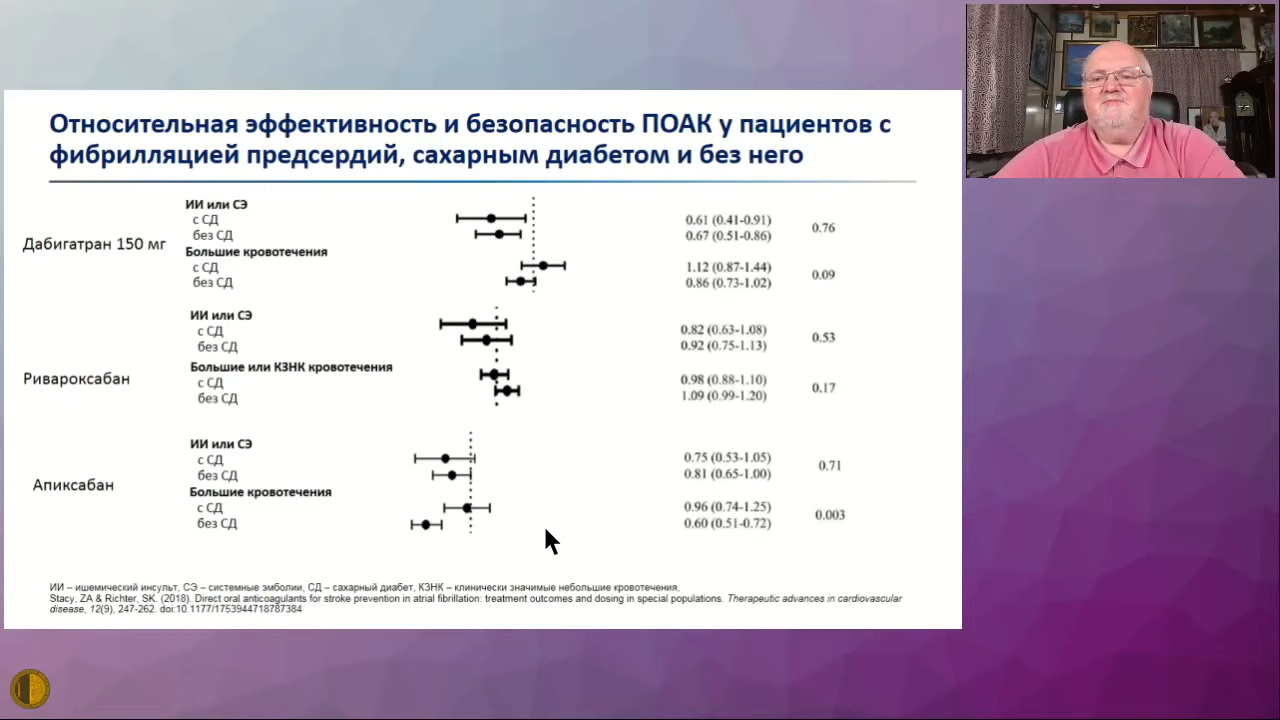 Относительная эффективность и безопасность ПОАК у пациентов с
фибрилляцией предсердий, сахарным диабетом и без него
Дабигатран 150 мг
ИИ или СЭ
с СД 0.61 (0.41-0.91)
без СД 0.67 (0.51-0.86)
0.76
Большие кровотечения
с СД 1.12 (0.87-1.44)
без СД 0.86 (0.73-1.02)
0.09
Ривароксабан
ИИ или СЭ
с СД 0.82 (0.63-1.08)
без СД 0.92 (0.75-1.13)
0.53
Большие или КЗНК кровотечения
с СД 0.98 (0.88-1.10)
без СД 1.09 (0.99-1.20)
0.17
Апиксабан
ИИ или СЭ
с СД 0.75 (0.53-1.05)
без СД 0.81 (0.65-1.00)
0.71
Большие кровотечения
с СД 0.96 (0.74-1.25)
без СД 0.60 (0.51-0.72)
0.003
ИИ – ишемический инсульт, СЭ – системные эмболии, СД – сахарный диабет, КЗНК – клинически значимые небольшие кровотечения,
Stacy, ZA & Richter, SK. (2018). Direct oral anticoagulants for stroke prevention in atrial fibrillation: treatment outcomes and dosing in special populations. Therapeutic advances in cardiovascular
disease, 12(9), 247-262. doi:10.1177/1753944718787384